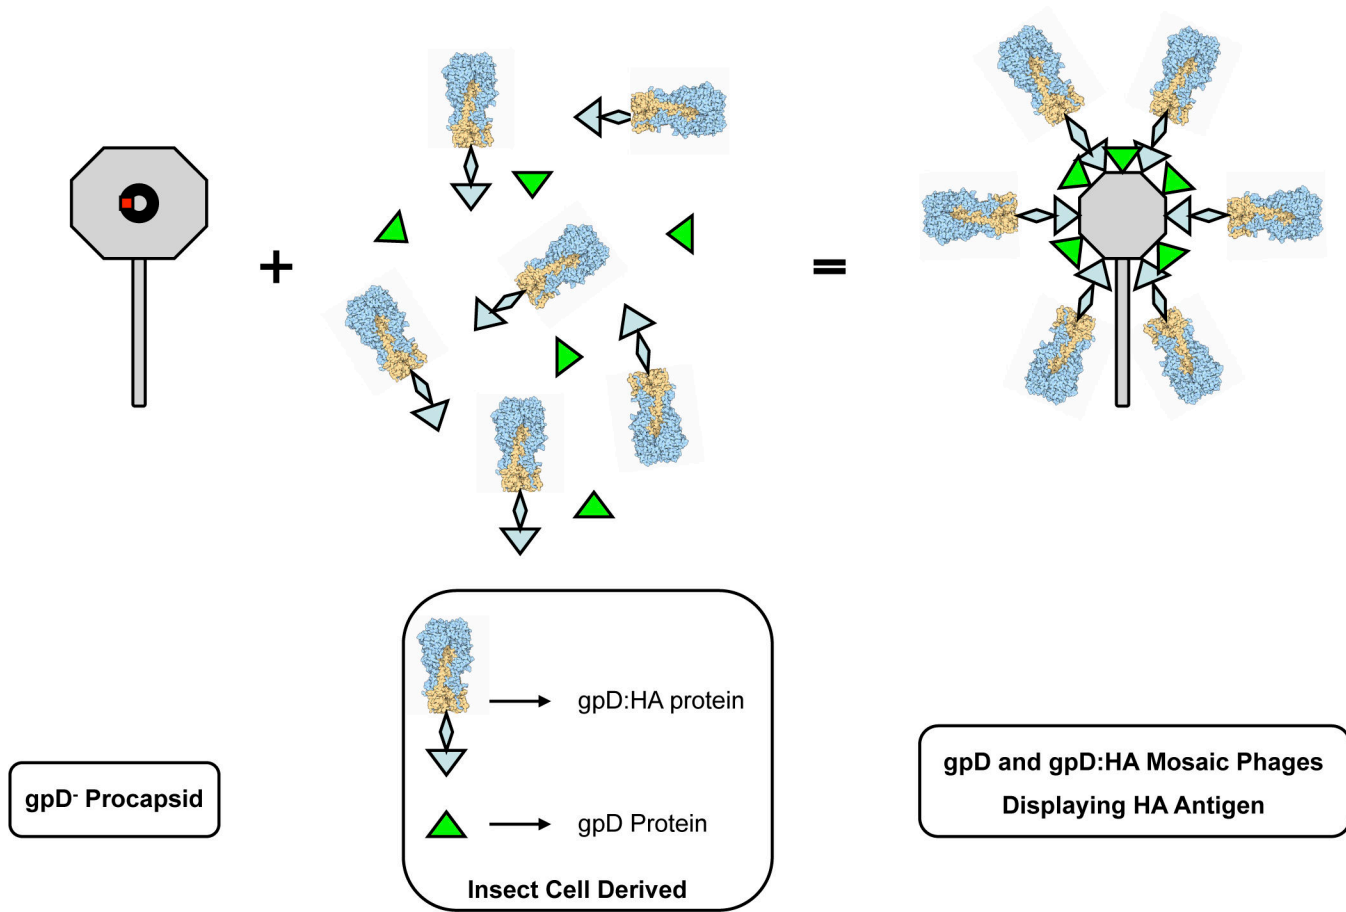 +
=
gpD:HA protein
gpD Protein
Insect Cell Derived
gpD⁻ Procapsid
gpD and gpD:HA Mosaic Phages
Displaying HA Antigen